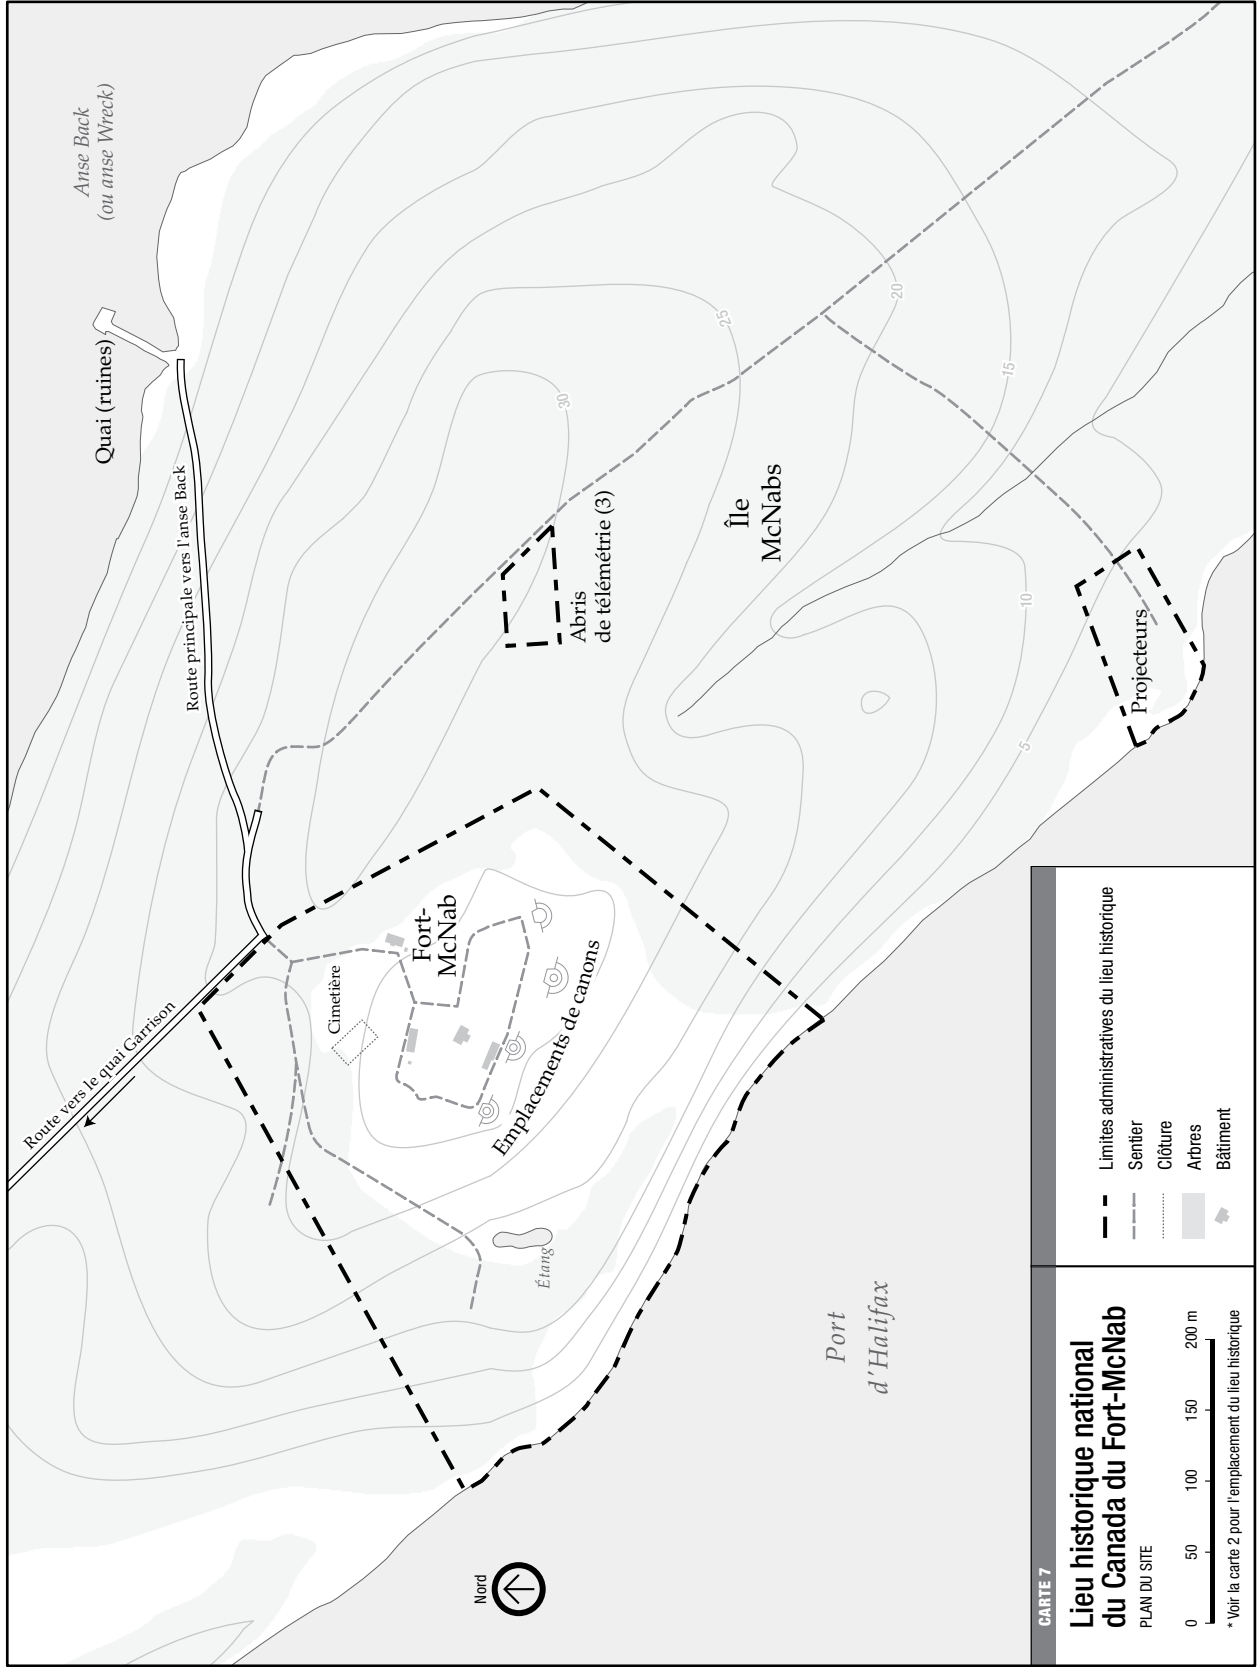 Anse Back
(ou anse Wreck)
Quai (ruines)
Route principale vers l'anse Back
Route vers le quai Garrison
Cimetière
Fort-
McNab
Emplacements de canons
Étang
Abris
de télémétrie (3)
Île
McNabs
Projecteurs
30
25
20
15
10
5
Port
d'Halifax
Nord
CARTE 7
Lieu historique national
du Canada du Fort-McNab
PLAN DU SITE
0 50 100 150 200 m
* Voir la carte 2 pour l'emplacement du lieu historique
Limites administratives du lieu historique
Sentier
Clôture
Arbres
Bâtiment